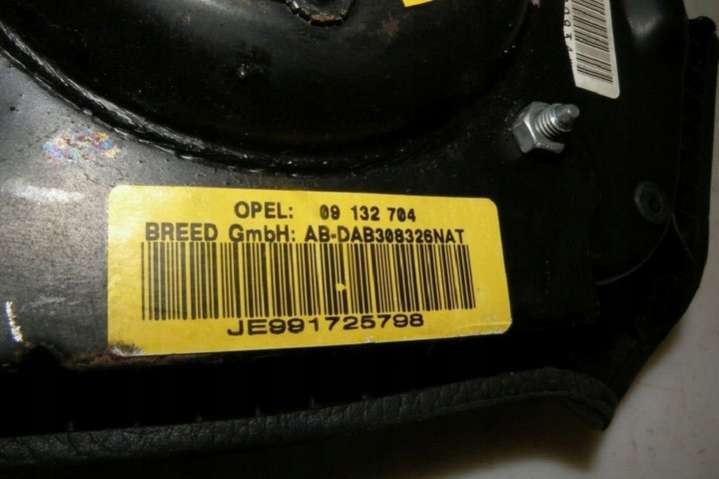 OPEL: 09 132 704
BREED GmbH: AB-DAB308326NAT
JE991725798